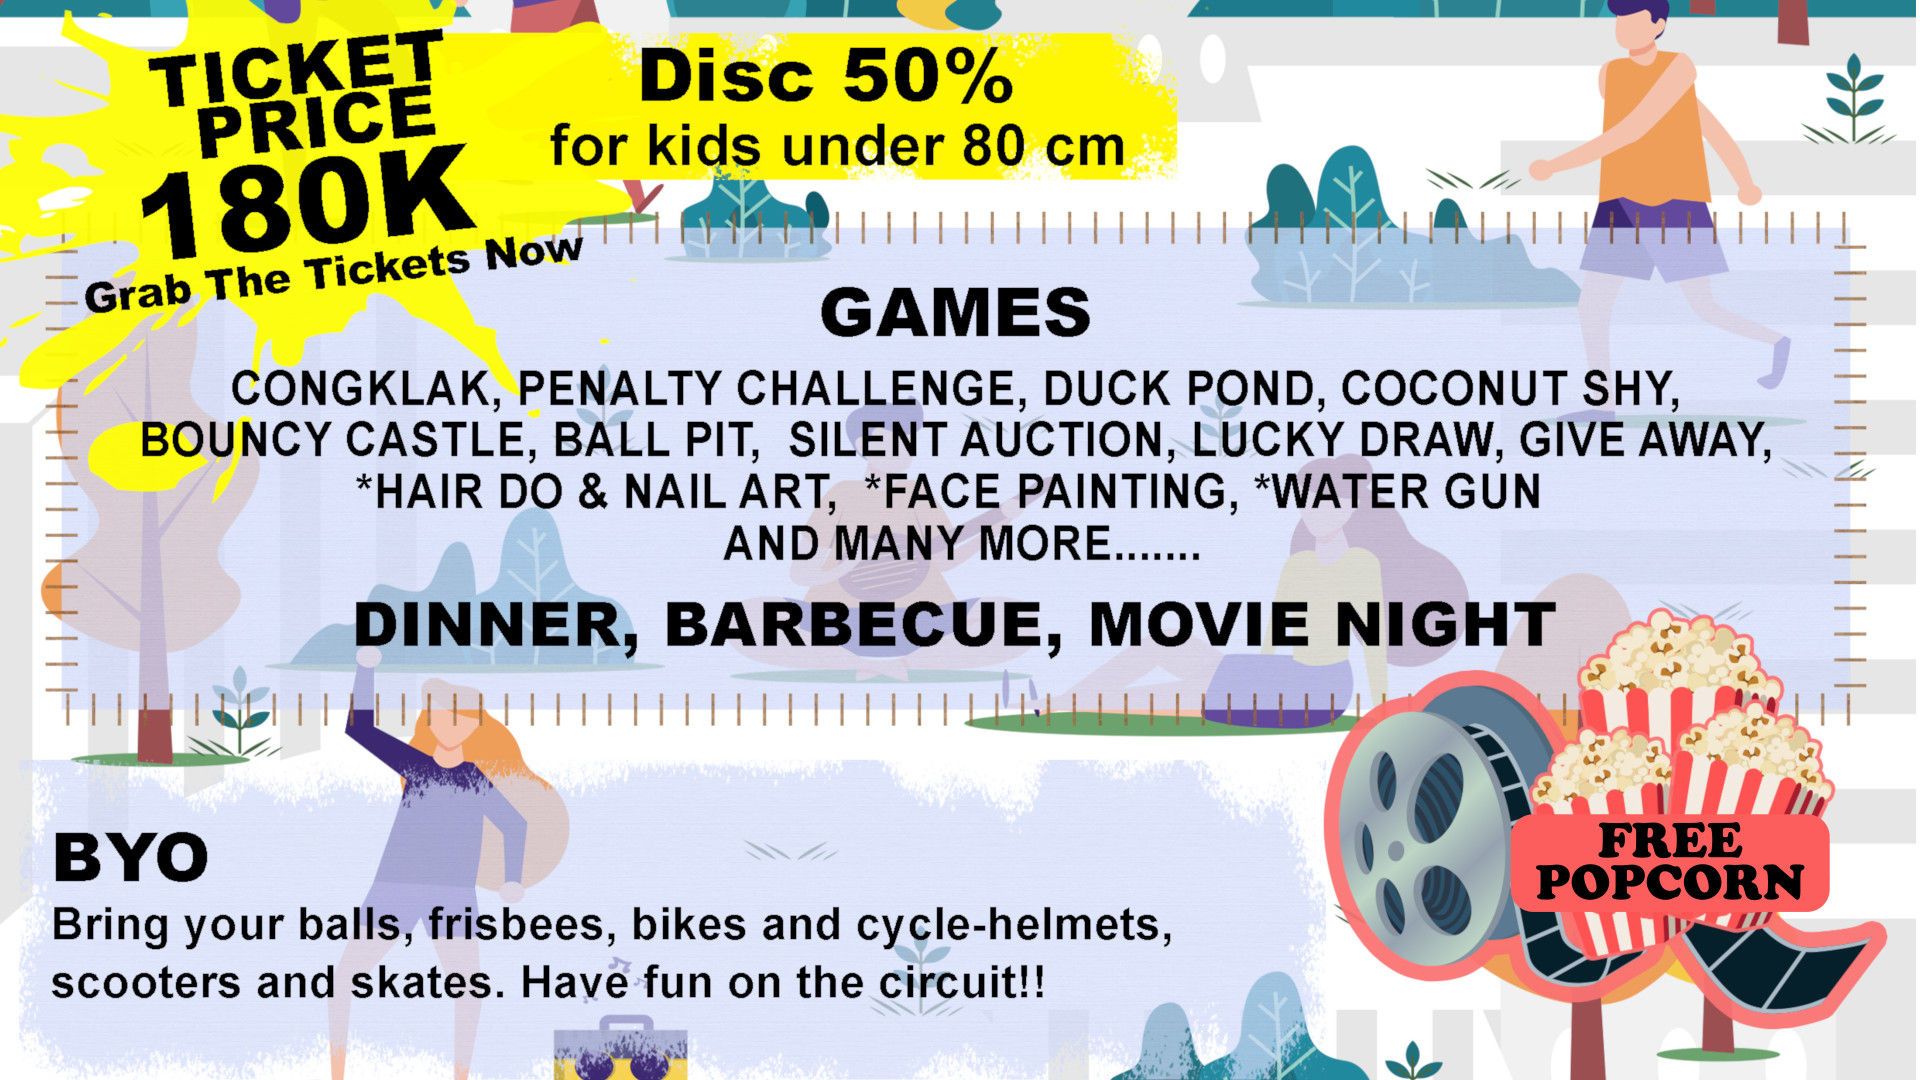 TICKET
PRICE
180K
Grab The Tickets Now
Disc 50%
for kids under 80 cm
GAMES
CONGKLAK, PENALTY CHALLENGE, DUCK POND, COCONUT SHY,
BOUNCY CASTLE, BALL PIT, SILENT AUCTION, LUCKY DRAW, GIVE AWAY,
*HAIR DO & NAIL ART, *FACE PAINTING, *WATER GUN
AND MANY MORE.......
DINNER, BARBECUE, MOVIE NIGHT
BYO
Bring your balls, frisbees, bikes and cycle-helmets,
scooters and skates. Have fun on the circuit!!
FREE
POPCORN